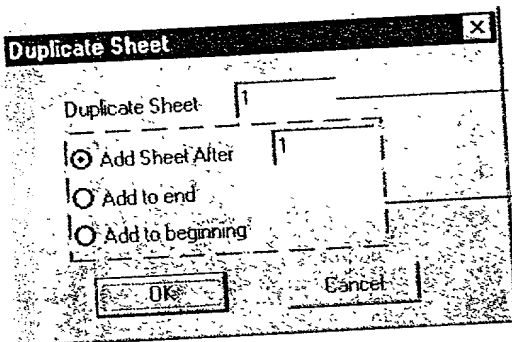 Duplicate Sheet
Duplicate Sheet 1
Add Sheet After 1
Add to end
Add to beginning
OK Cancel